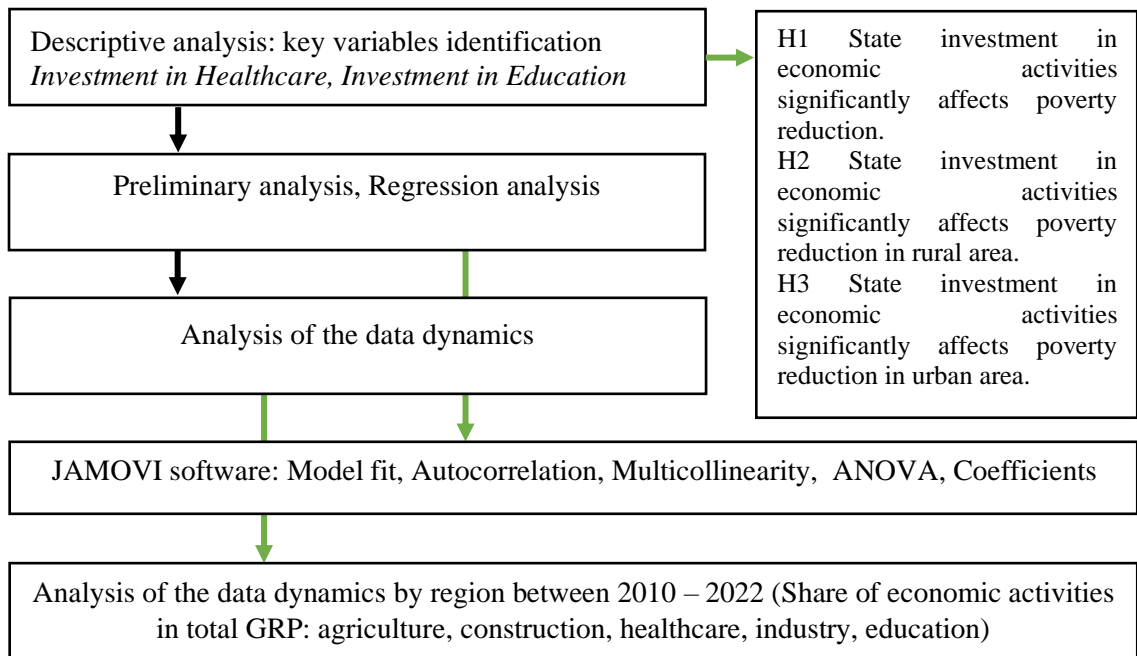 Descriptive analysis: key variables identification
Investment in Healthcare, Investment in Education
H1 State investment in
economic activities
significantly affects poverty
reduction.
H2 State investment in
economic activities
significantly affects poverty
reduction in rural area.
H3 State investment in
economic activities
significantly affects poverty
reduction in urban area.
Preliminary analysis, Regression analysis
Analysis of the data dynamics
JAMOVI software: Model fit, Autocorrelation, Multicollinearity, ANOVA, Coefficients
Analysis of the data dynamics by region between 2010 – 2022 (Share of economic activities
in total GRP: agriculture, construction, healthcare, industry, education)